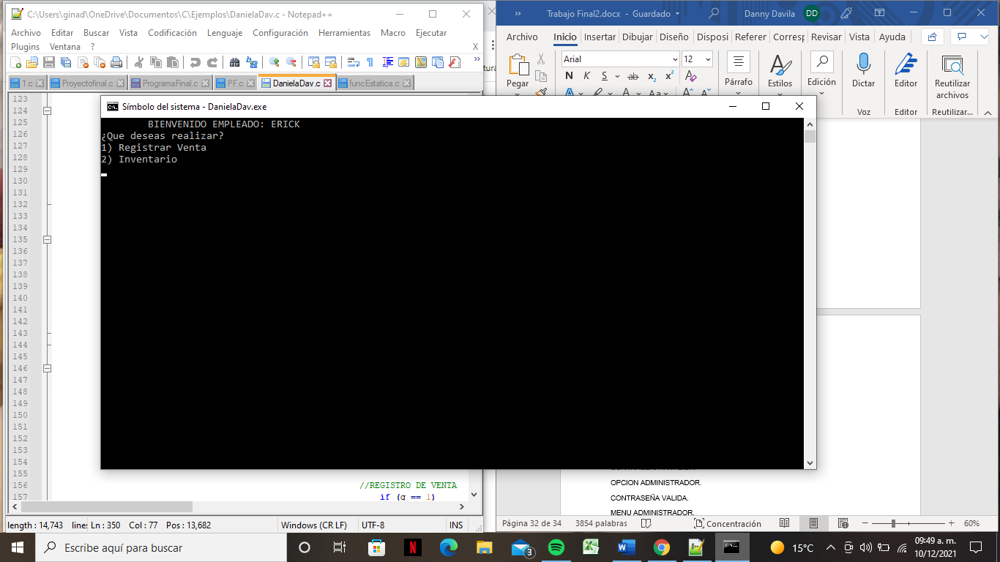 C:\Users\ginad\OneDrive\Documentos\C\Ejemplos\DanielaDav.c - Notepad++
Archivo Editar Buscar Vista Codificación Lenguaje Configuración Herramientas Macro Ejecutar
Plugins Ventana ? X
1.c Proyectofinal.c ProgramaFinal.c PF.c DanielaDav.c funcEstatica.c
Trabajo Final2.docx - Guardado Danny Davila DD
Archivo Inicio Insertar Dibujar Diseño Disposi Referer Corresp Revisar Vista Ayuda
Arial 12
N K S ab x₂ x²
Pegar Párrafo Estilos Edición Dictar Editor Reutilizar archivos
Voz Editor Reutilizar...
Símbolo del sistema - DanielaDav.exe
BIENVENIDO EMPLEADO: ERICK
¿Que deseas realizar?
1) Registrar Venta
2) Inventario
123
124
125
126
127
128
129
130
131
132
133
134
135
136
137
138
139
140
141
142
143
144
145
146
147
148
149
150
151
152
153
154
155
156 //REGISTRO DE VENTA
157 if (g == 1)
OPCION ADMINISTRADOR.
CONTRASEÑA VALIDA.
MENU ADMINISTRADOR.
length : 14,743 lines Ln : 350 Col : 77 Pos : 13,682 Windows (CR LF) UTF-8 INS
Página 32 de 34 3854 palabras Concentración 60%
Escribe aquí para buscar
3
15°C
09:49 a. m.
10/12/2021